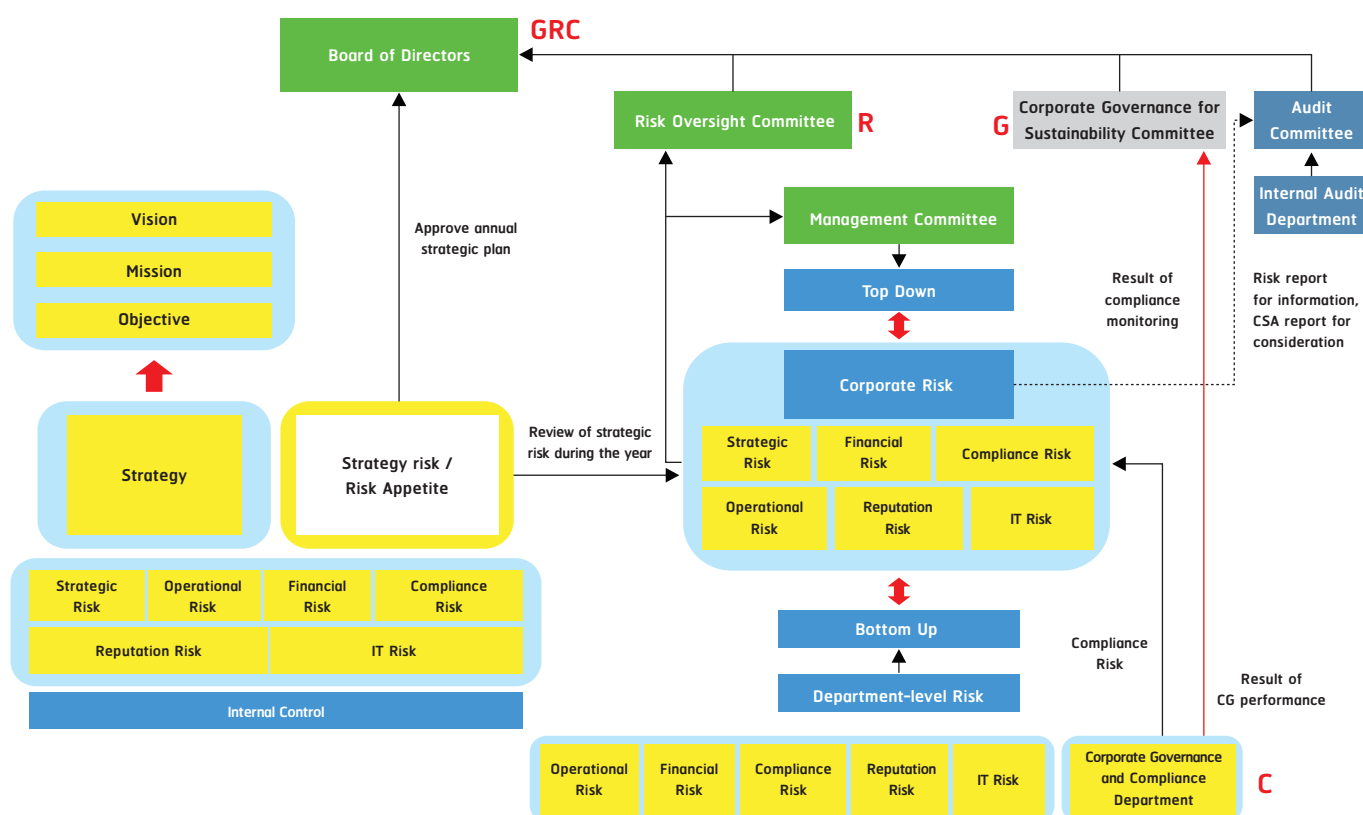 GRC
Board of Directors
Risk Oversight Committee
R
G
Corporate Governance for
Sustainability Committee
Audit
Committee
Internal Audit
Department
Management Committee
Vision
Mission
Objective
Approve annual
strategic plan
Top Down
Result of
compliance
monitoring
Risk report
for information,
CSA report for
consideration
Corporate Risk
Strategy
Strategy risk /
Risk Appetite
Review of strategic
risk during the year
Strategic
Risk
Financial
Risk
Compliance Risk
Operational
Risk
Reputation
Risk
IT Risk
Strategic
Risk
Operational
Risk
Financial
Risk
Compliance
Risk
Reputation Risk
IT Risk
Internal Control
Bottom Up
Department-level Risk
Compliance
Risk
Result of
CG performance
Operational
Risk
Financial
Risk
Compliance
Risk
Reputation
Risk
IT Risk
Corporate Governance
and Compliance
Department
C